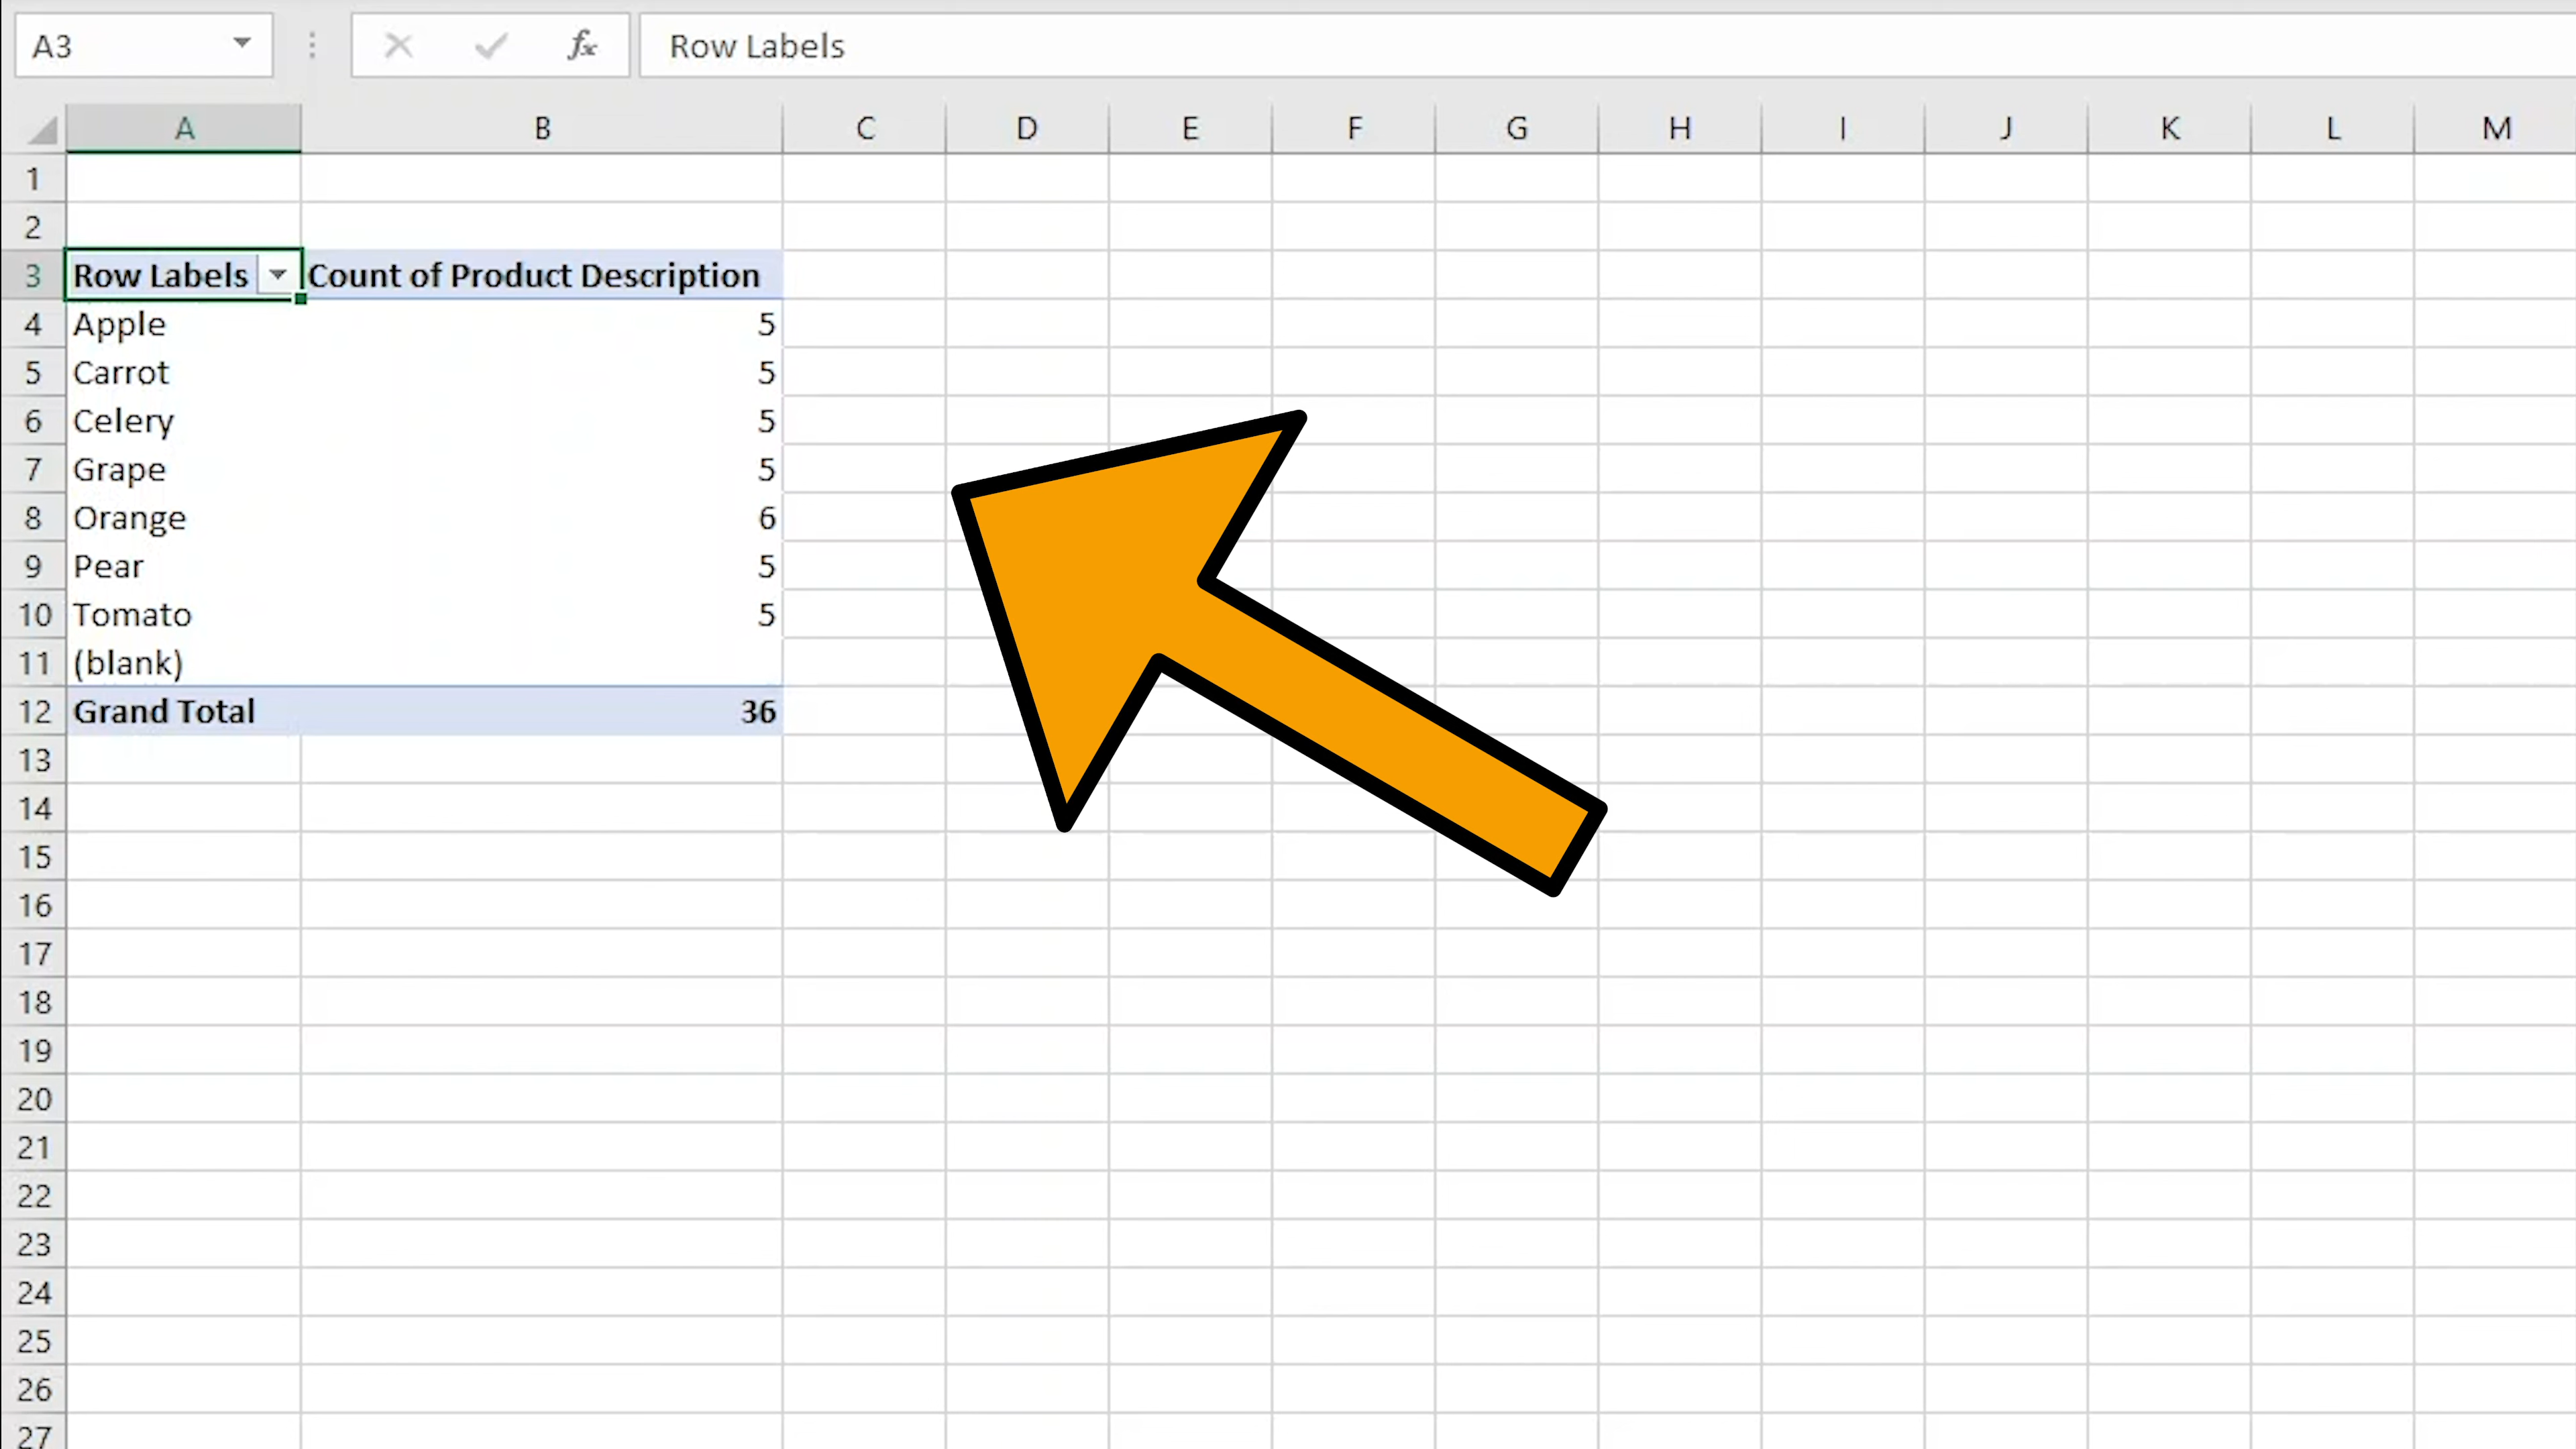 A3 fx Row Labels
A B C D E F G H I J K L M
1
2
3 Row Labels Count of Product Description
4 Apple 5
5 Carrot 5
6 Celery 5
7 Grape 5
8 Orange 6
9 Pear 5
10 Tomato 5
11 (blank)
12 Grand Total 36
13
14
15
16
17
18
19
20
21
22
23
24
25
26
27